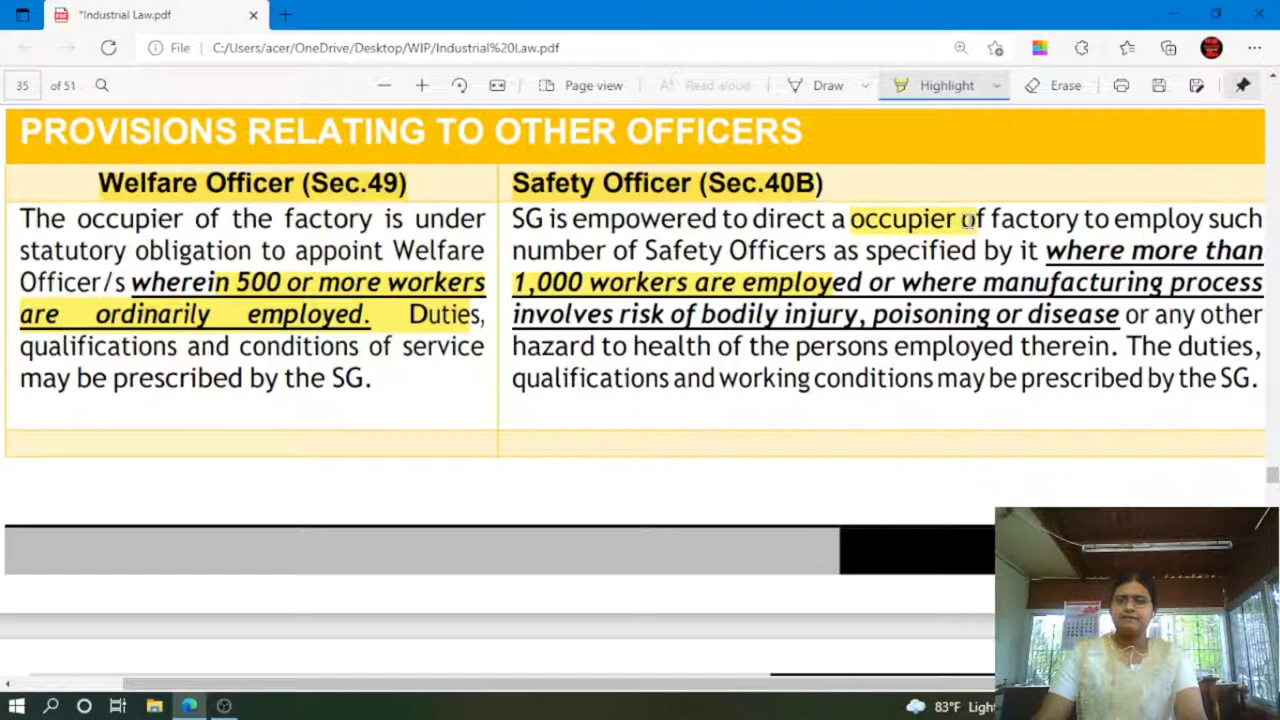 *Industrial Law.pdf
File C:/Users/acer/OneDrive/Desktop/WIP/Industrial%20Law.pdf
35 of 51 Page view Read aloud Draw Highlight Erase
PROVISIONS RELATING TO OTHER OFFICERS
Welfare Officer (Sec.49)
The occupier of the factory is under
statutory obligation to appoint Welfare
Officer/s wherein 500 or more workers
are ordinarily employed. Duties,
qualifications and conditions of service
may be prescribed by the SG.
Safety Officer (Sec.40B)
SG is empowered to direct a occupier of factory to employ such
number of Safety Officers as specified by it where more than
1,000 workers are employed or where manufacturing process
involves risk of bodily injury, poisoning or disease or any other
hazard to health of the persons employed therein. The duties,
qualifications and working conditions may be prescribed by the SG.
83°F Ligh